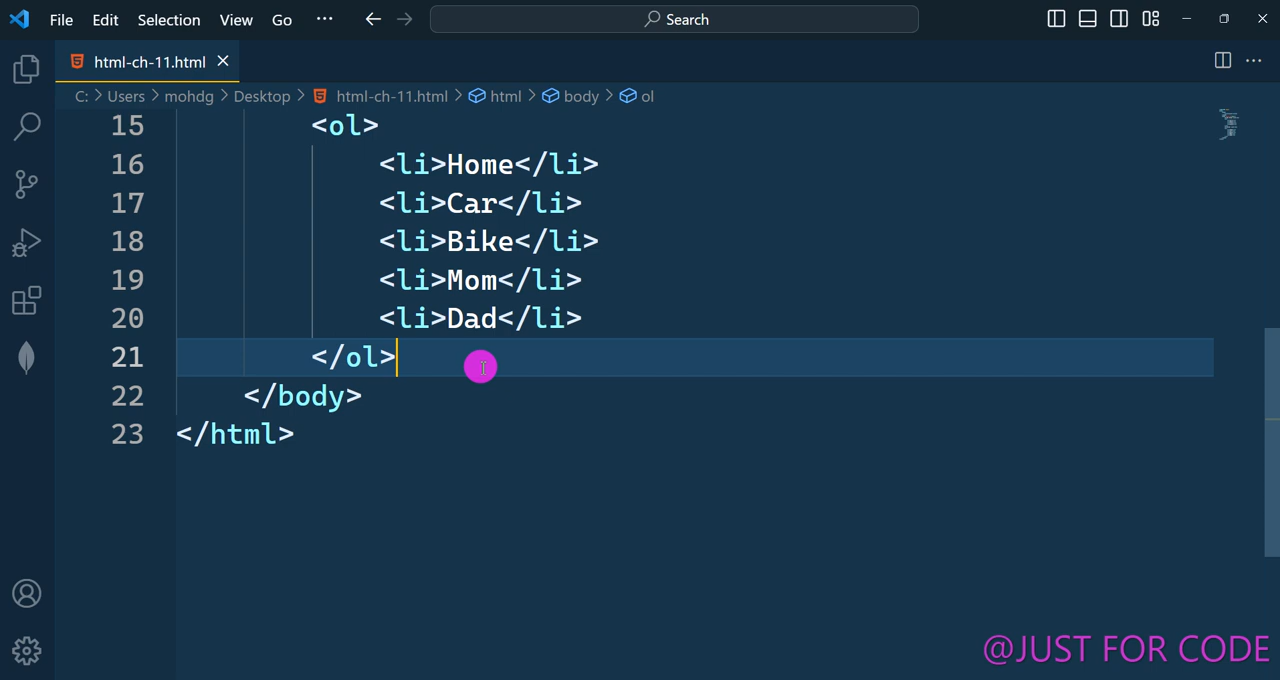 File Edit Selection View Go ··· Search
html-ch-11.html
C: > Users > mohdg > Desktop > html-ch-11.html > html > body > ol
15 <ol>
16 <li>Home</li>
17 <li>Car</li>
18 <li>Bike</li>
19 <li>Mom</li>
20 <li>Dad</li>
21 </ol>
22 </body>
23 </html>
@JUST FOR CODE